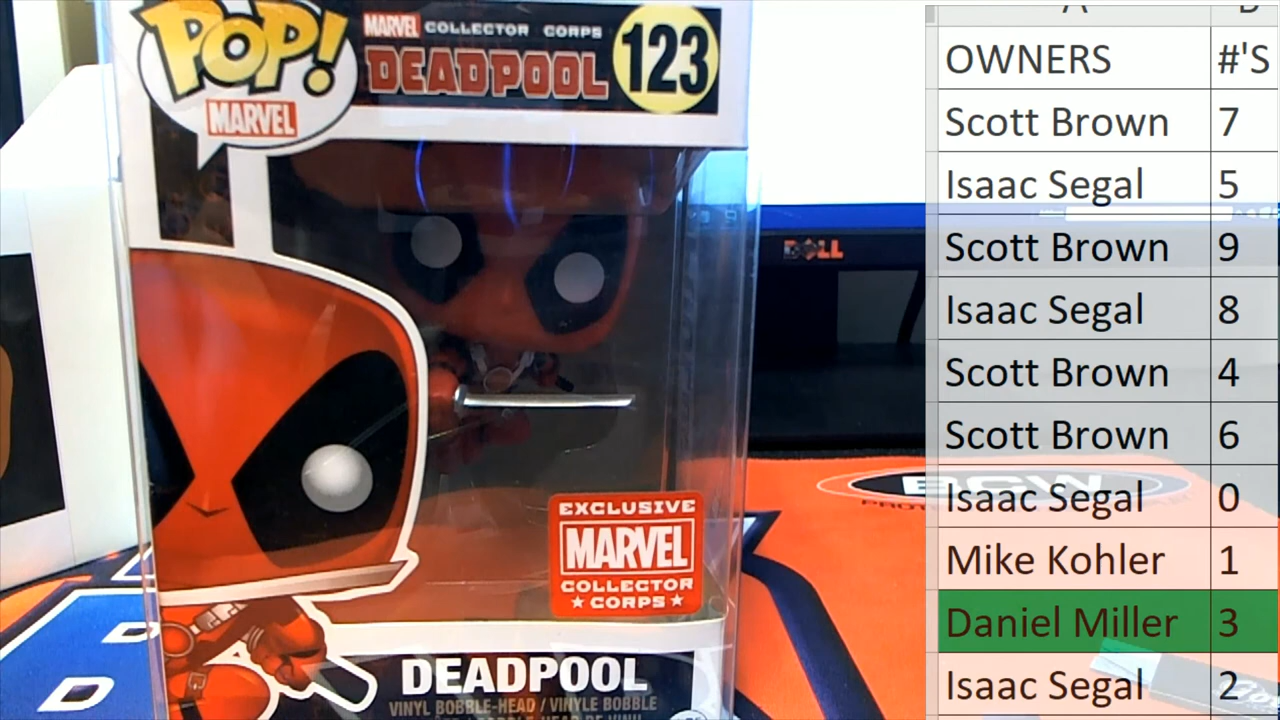 POP!
MARVEL
MARVEL COLLECTOR CORPS
DEADPOOL
123
DELL
EXCLUSIVE
MARVEL
COLLECTOR
CORPS
DEADPOOL
VINYL BOBBLE-HEAD / VINYLE BOBBLE
BCW
OWNERS #'S
Scott Brown 7
Isaac Segal 5
Scott Brown 9
Isaac Segal 8
Scott Brown 4
Scott Brown 6
Isaac Segal 0
Mike Kohler 1
Daniel Miller 3
Isaac Segal 2